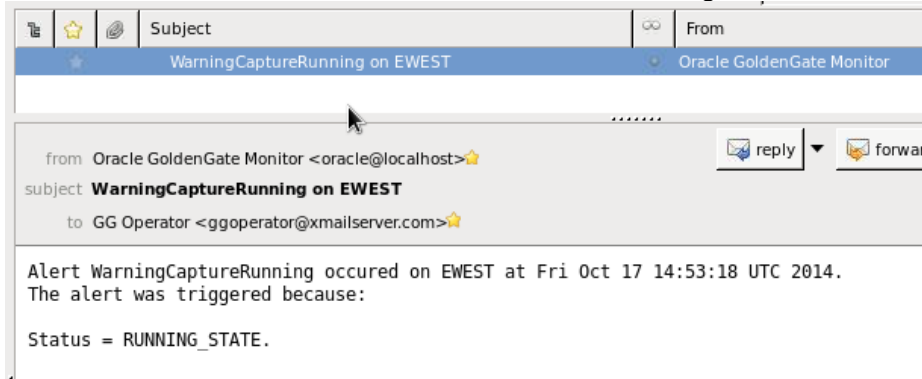 Subject From
WarningCaptureRunning on EWEST Oracle GoldenGate Monitor
from Oracle GoldenGate Monitor <oracle@localhost>
reply
subject WarningCaptureRunning on EWEST
to GG Operator <ggoperator@xmailserver.com>
Alert WarningCaptureRunning occured on EWEST at Fri Oct 17 14:53:18 UTC 2014.
The alert was triggered because:
Status = RUNNING_STATE.